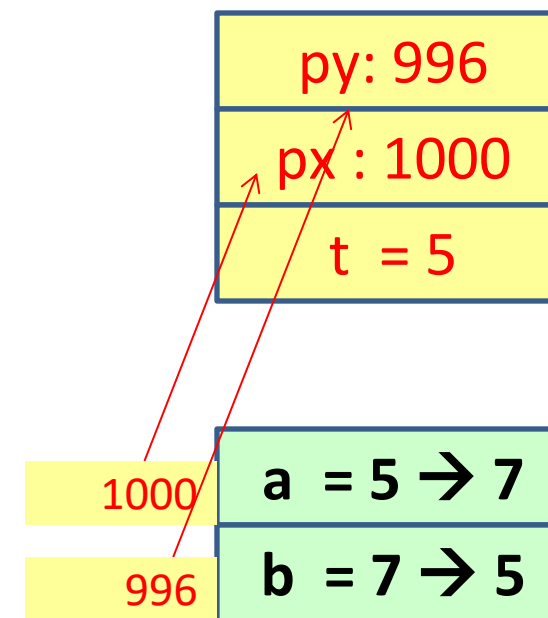 py: 996
px : 1000
t = 5
1000
a = 5 → 7
996
b = 7 → 5